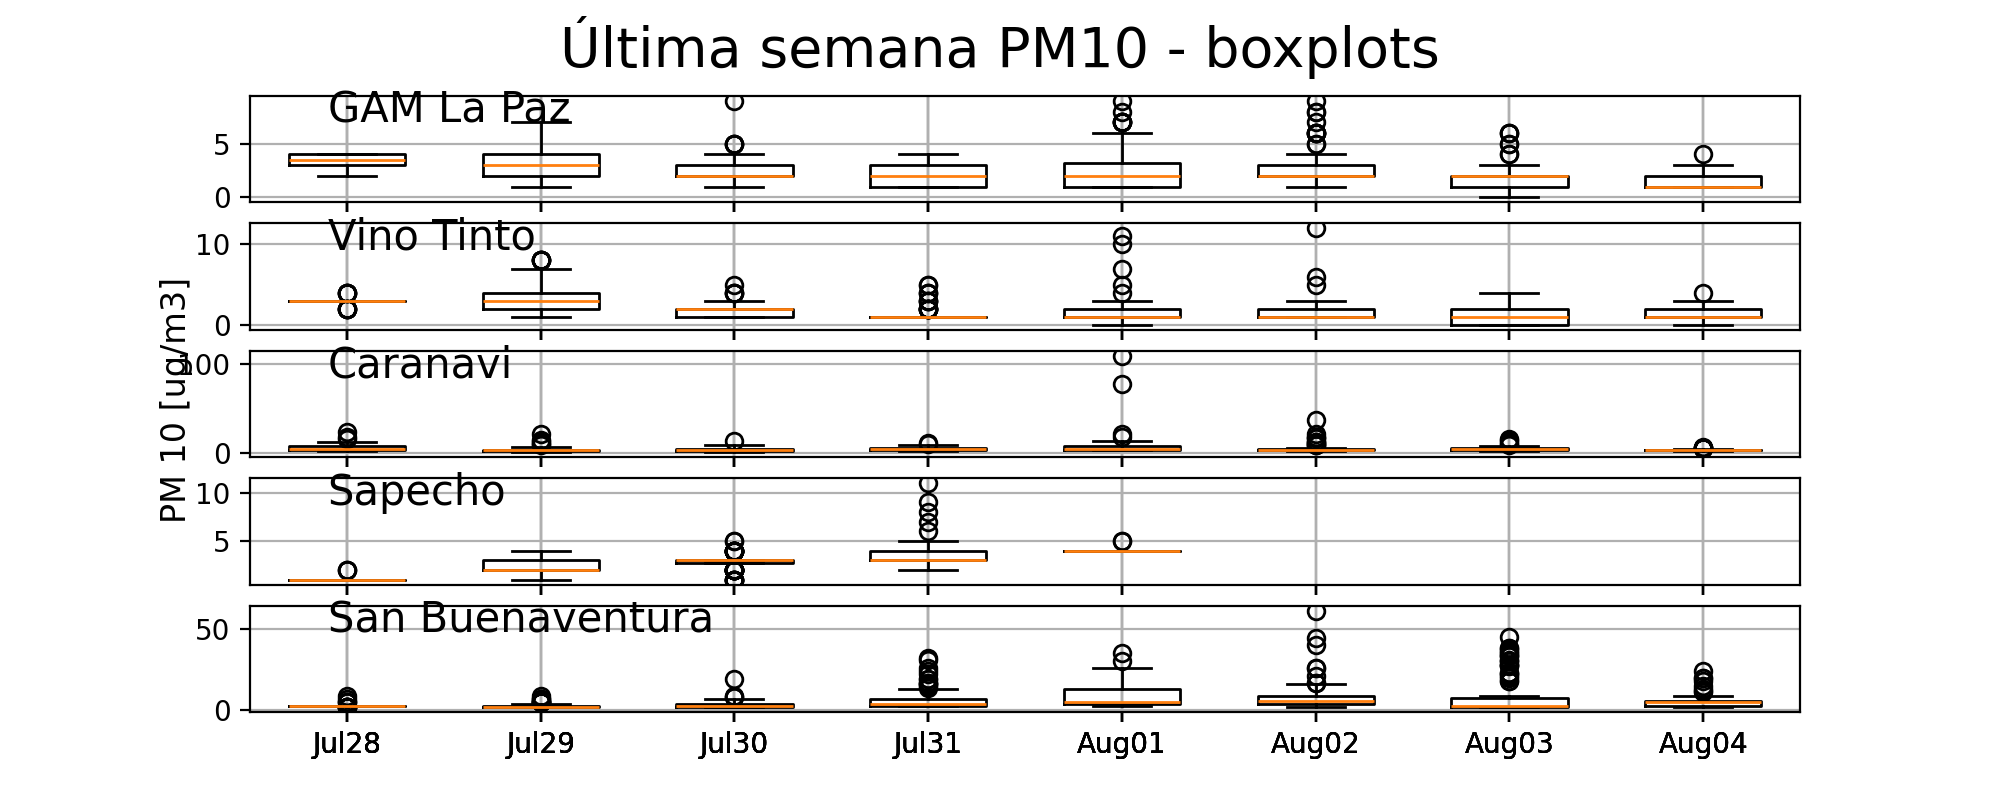 Última semana PM10 - boxplots
GAM La Paz
5
0
Vino Tinto
10
0
PM 10 [ug/m3]
Caranavi
100
0
Sapecho
10
5
San Buenaventura
50
0
Jul28 Jul29 Jul30 Jul31 Aug01 Aug02 Aug03 Aug04